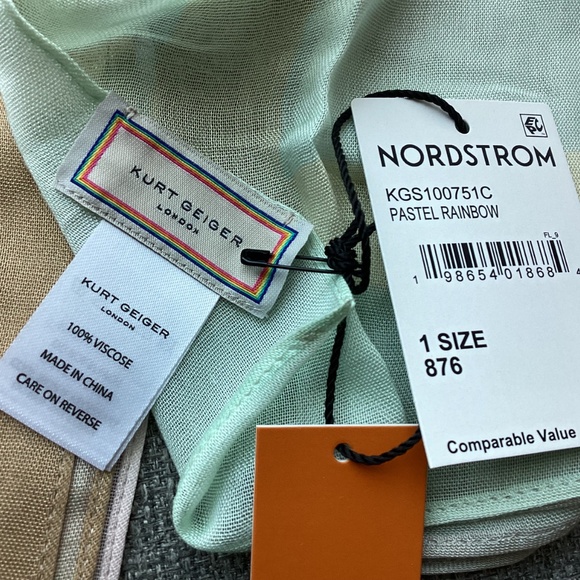 KURT GEIGER
LONDON
KURT GEIGER
LONDON
100% VISCOSE
MADE IN CHINA
CARE ON REVERSE
NORDSTROM
KGS100751C
PASTEL RAINBOW
FL_9
1 98654 01868 4
1 SIZE
876
Comparable Value